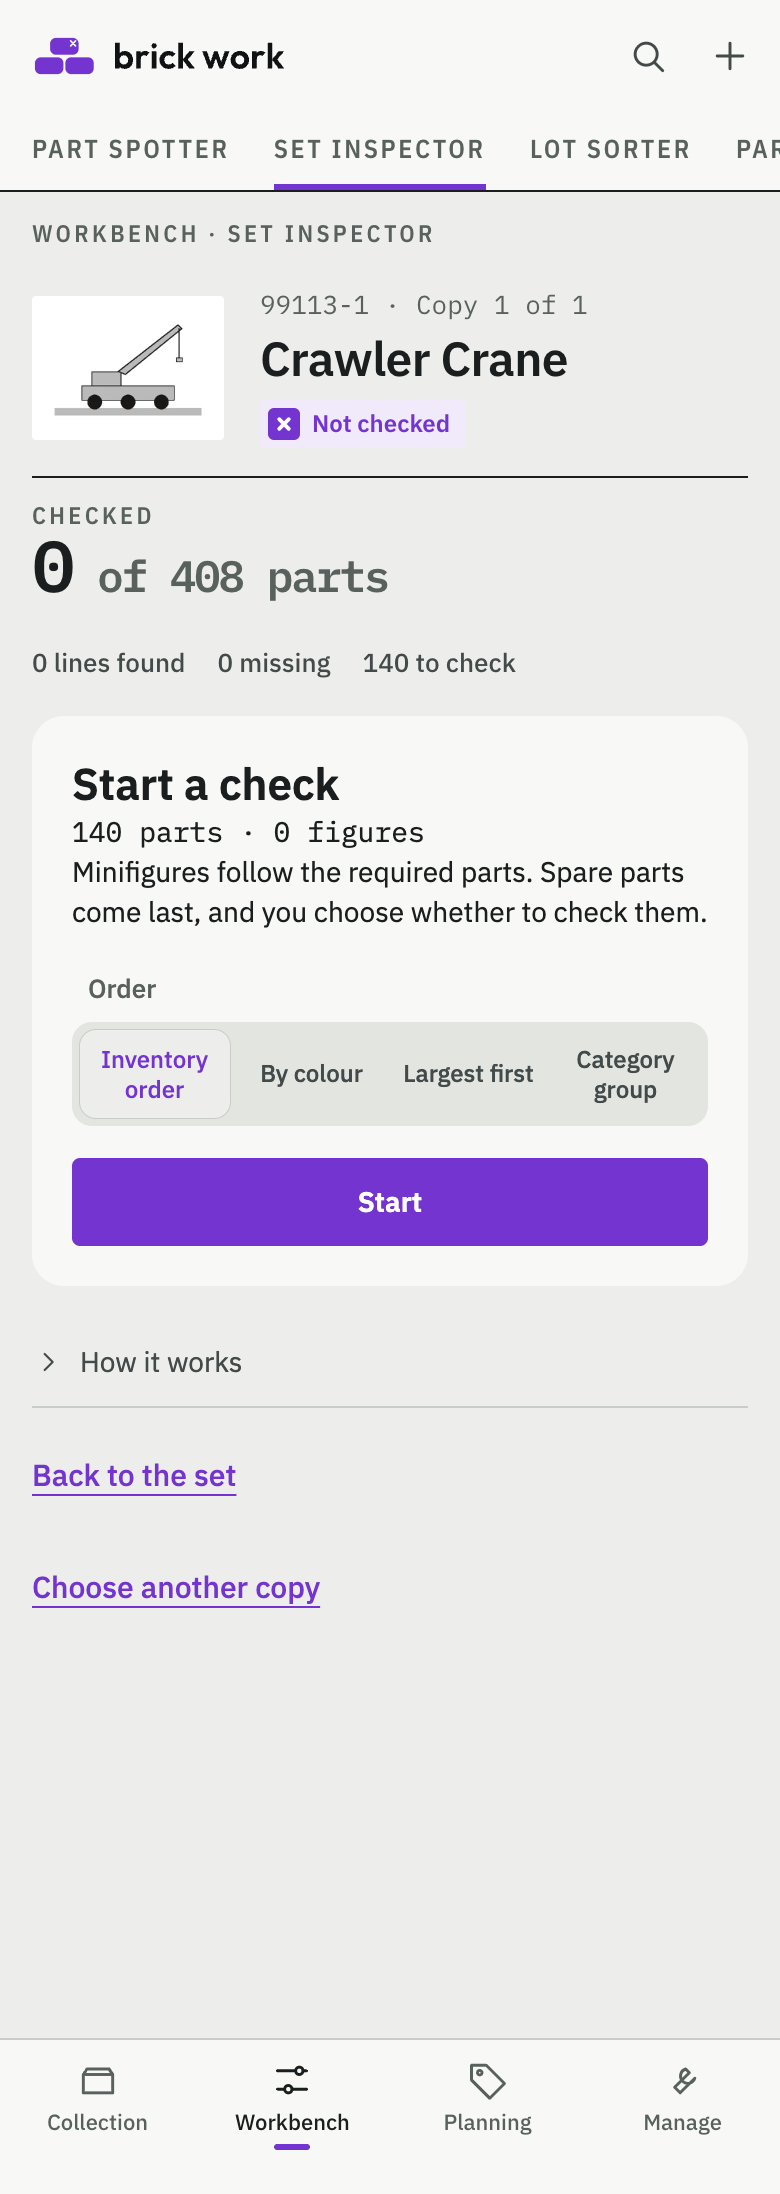 brick work
PART SPOTTER SET INSPECTOR LOT SORTER PAR
WORKBENCH · SET INSPECTOR
99113-1 · Copy 1 of 1
Crawler Crane
Not checked
CHECKED
0 of 408 parts
0 lines found 0 missing 140 to check
Start a check
140 parts · 0 figures
Minifigures follow the required parts. Spare parts
come last, and you choose whether to check them.
Order
Inventory
order
By colour
Largest first
Category
group
Start
How it works
Back to the set
Choose another copy
Collection Workbench Planning Manage